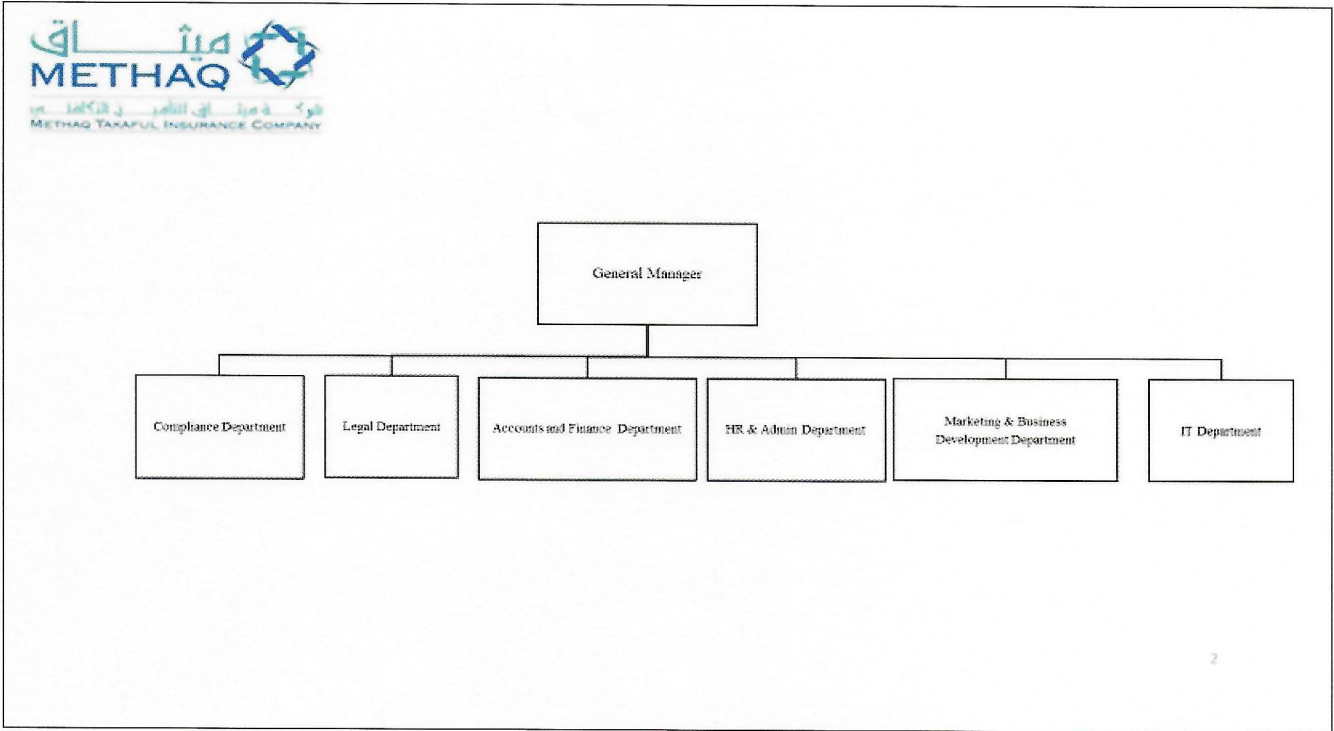 ميثاق
METHAQ
METHAQ TAKAFUL INSURANCE COMPANY
General Manager
Compliance Department
Legal Department
Accounts and Finance Department
HR & Admin Department
Marketing & Business
Development Department
IT Department
2